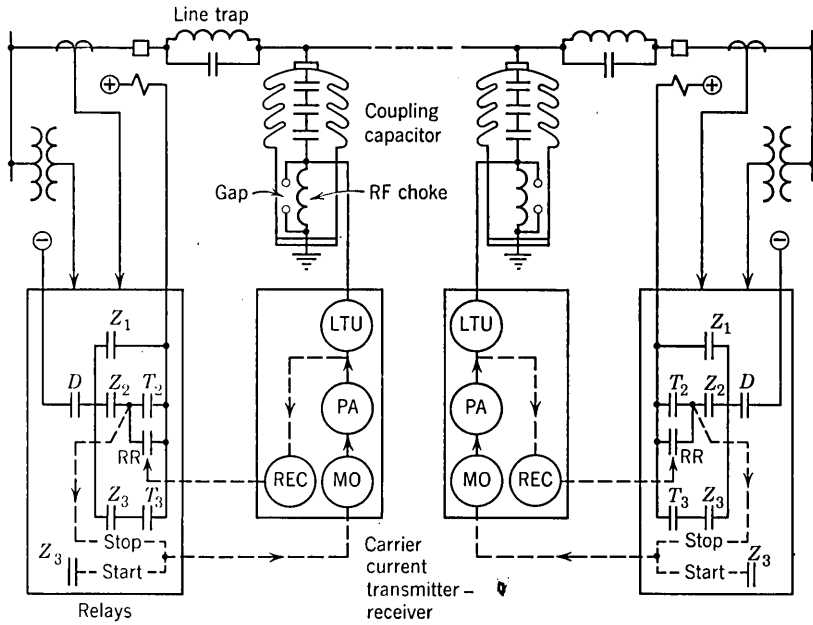 Line trap
+
+
Coupling
capacitor
Gap
RF choke
−
−
Z₁
Z₁
LTU
LTU
D
Z₂
T₂
T₂
Z₂
D
PA
PA
RR
RR
REC
MO
MO
REC
Z₃
T₃
T₃
Z₃
Stop
Stop
Z₃
Start
Start
Z₃
Carrier
current
transmitter –
receiver
Relays